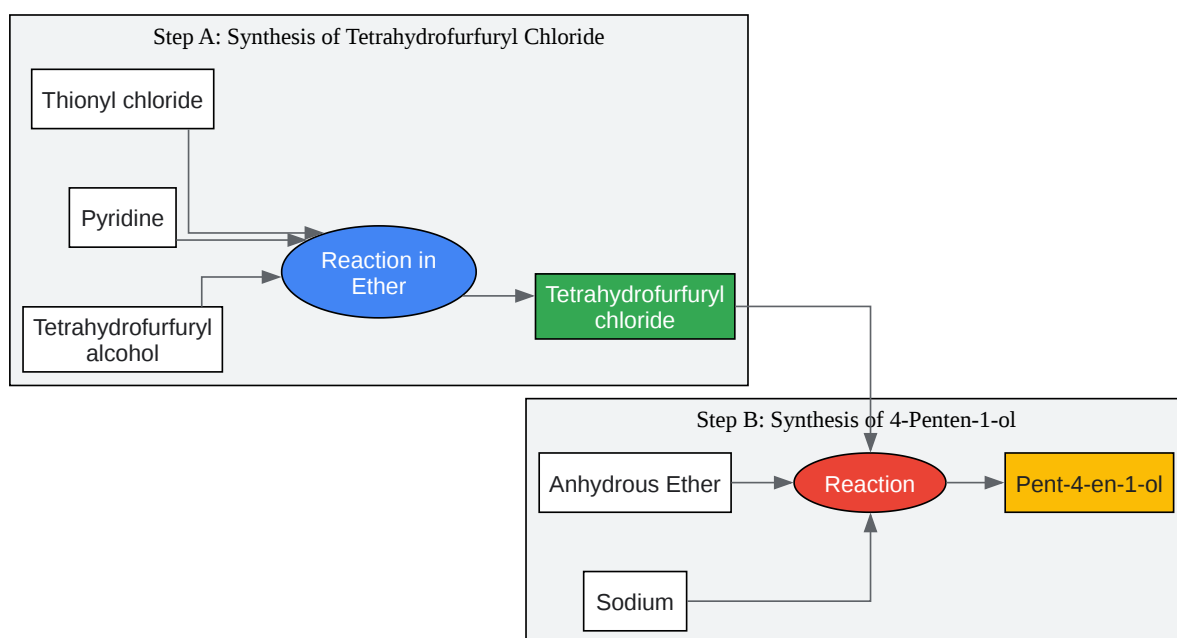 Step A: Synthesis of Tetrahydrofurfuryl Chloride
Thionyl chloride
Pyridine
Reaction in
Ether
Tetrahydrofurfuryl
chloride
Tetrahydrofurfuryl
alcohol
Step B: Synthesis of 4-Penten-1-ol
Anhydrous Ether
Reaction
Pent-4-en-1-ol
Sodium